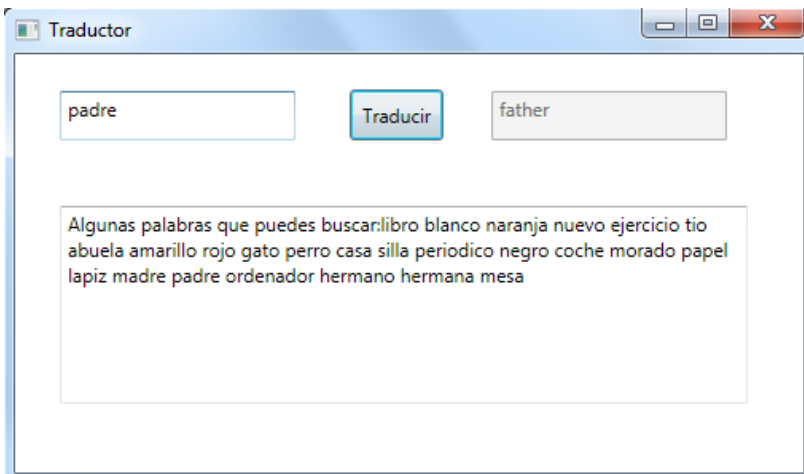 Traductor
padre
Traducir
father
Algunas palabras que puedes buscar:libro blanco naranja nuevo ejercicio tio
abuela amarillo rojo gato perro casa silla periodico negro coche morado papel
lapiz madre padre ordenador hermano hermana mesa